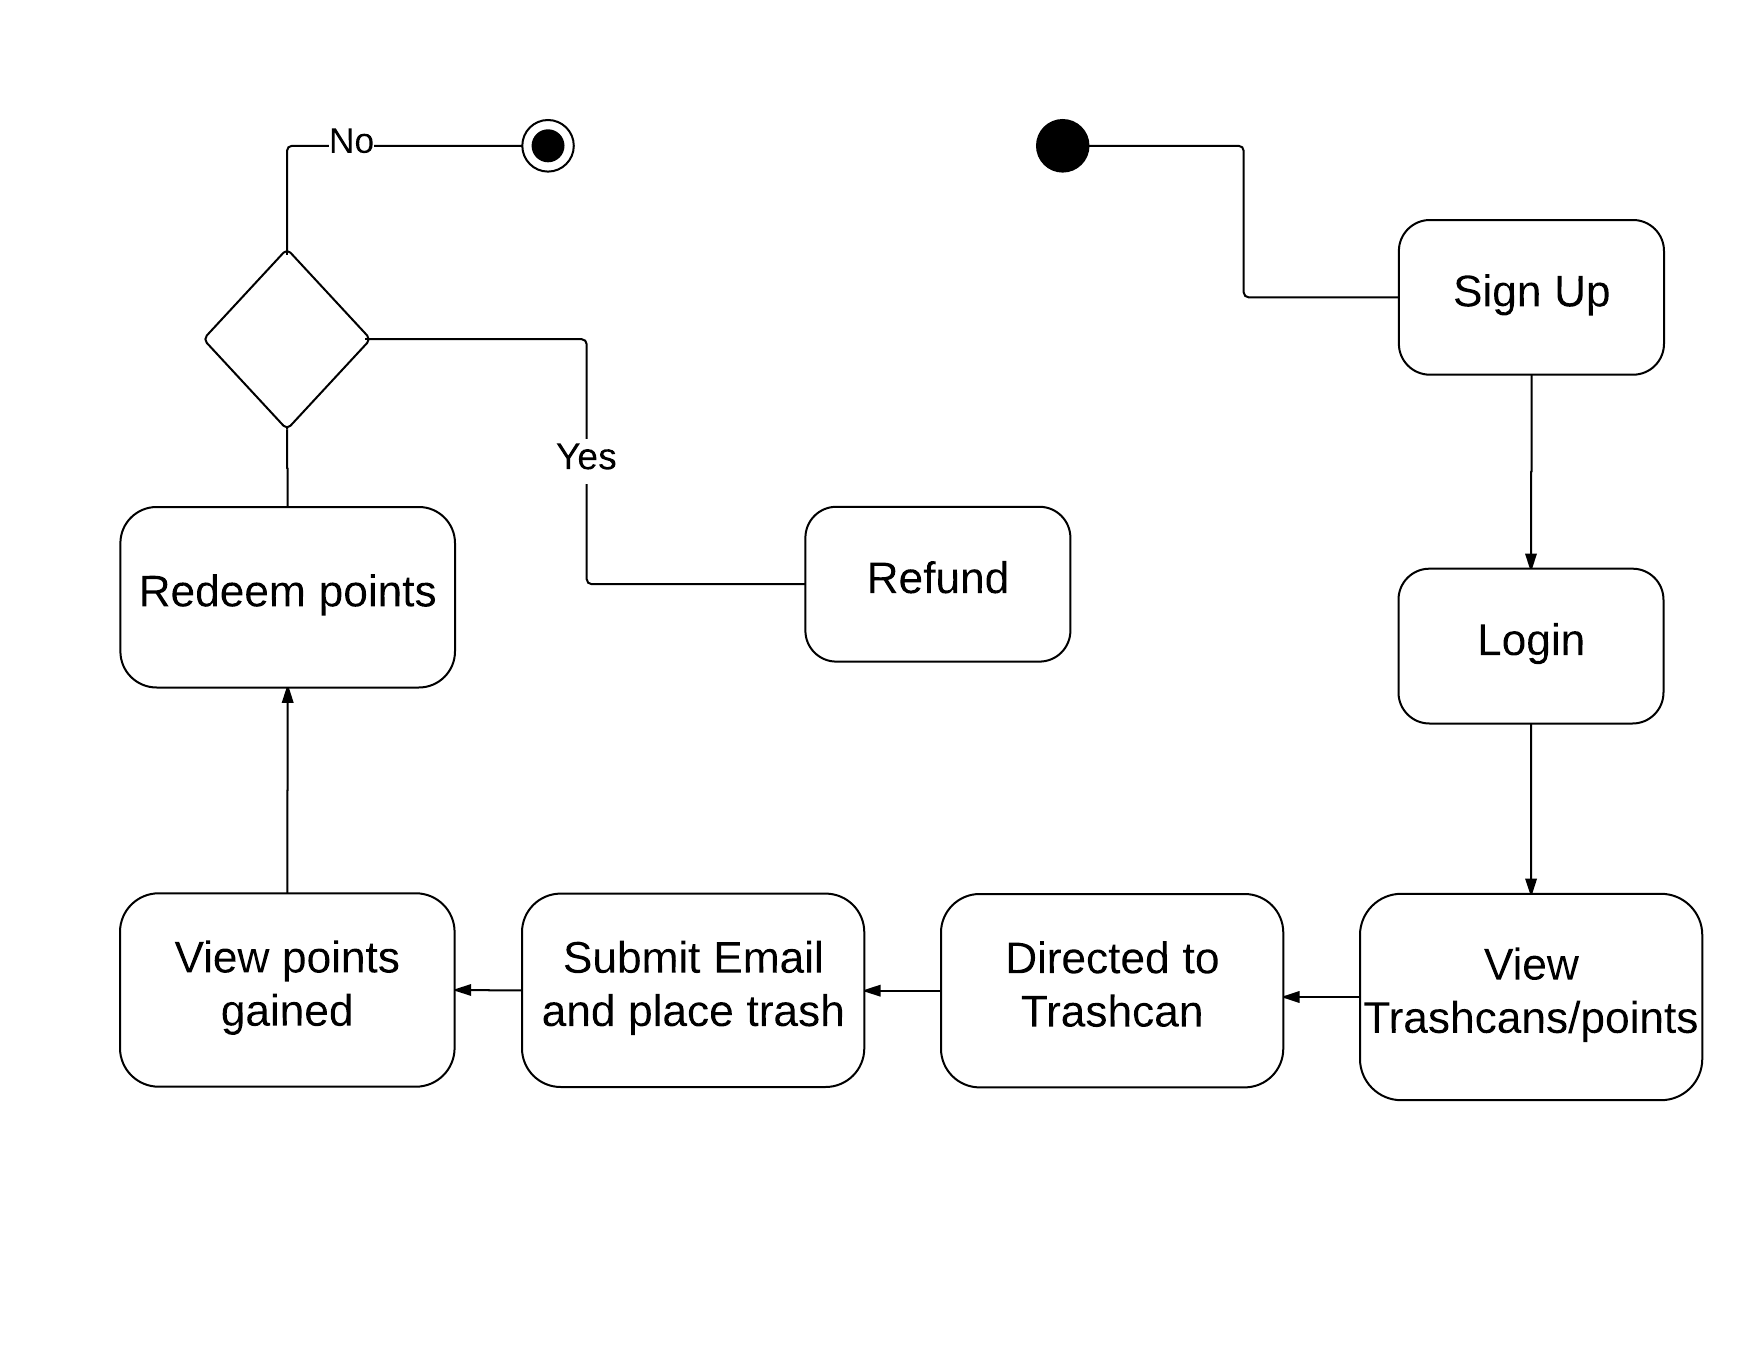 No
Sign Up
Yes
Refund
Redeem points
Login
View points
gained
Submit Email
and place trash
Directed to
Trashcan
View
Trashcans/points